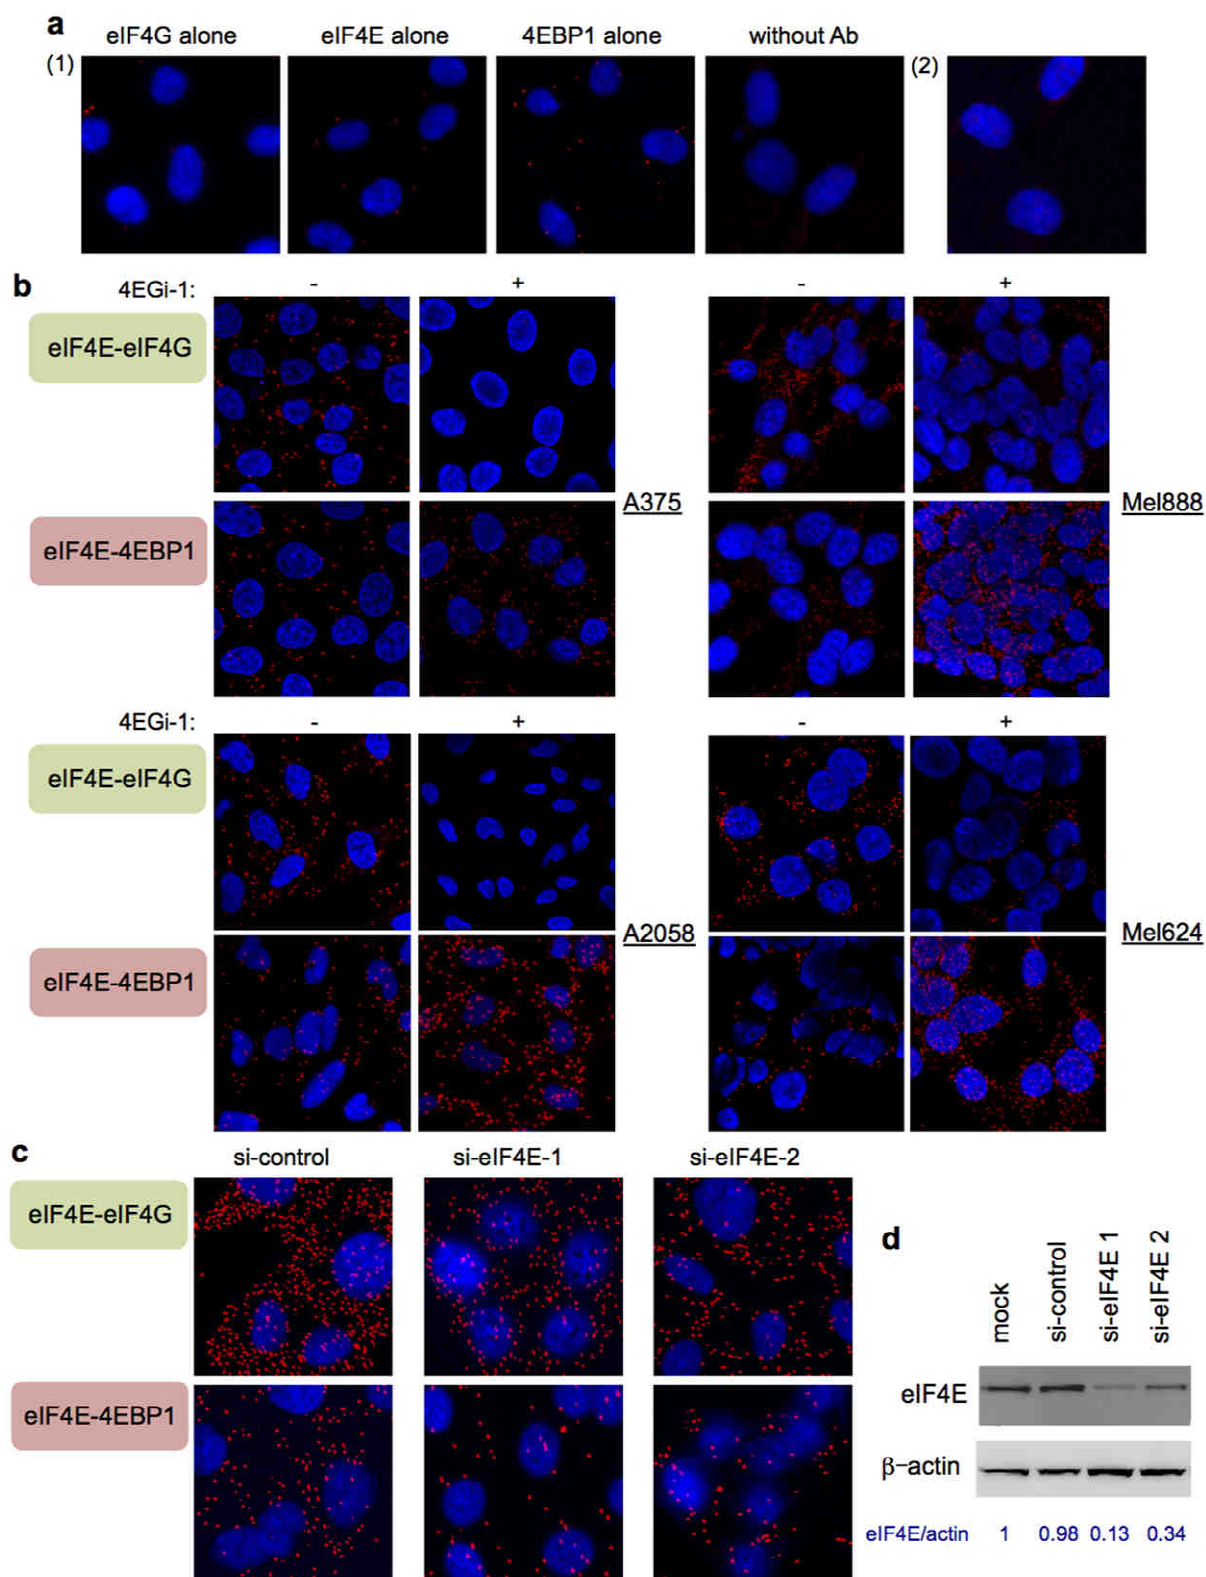 a
eIF4G alone eIF4E alone 4EBP1 alone without Ab
(1) (2)
b
4EGi-1: - + - +
eIF4E-eIF4G
A375 Mel888
eIF4E-4EBP1
4EGi-1: - + - +
eIF4E-eIF4G
A2058 Mel624
eIF4E-4EBP1
c
si-control si-eIF4E-1 si-eIF4E-2
eIF4E-eIF4G
eIF4E-4EBP1
d
mock si-control si-eIF4E 1 si-eIF4E 2
eIF4E
β-actin
eIF4E/actin 1 0.98 0.13 0.34